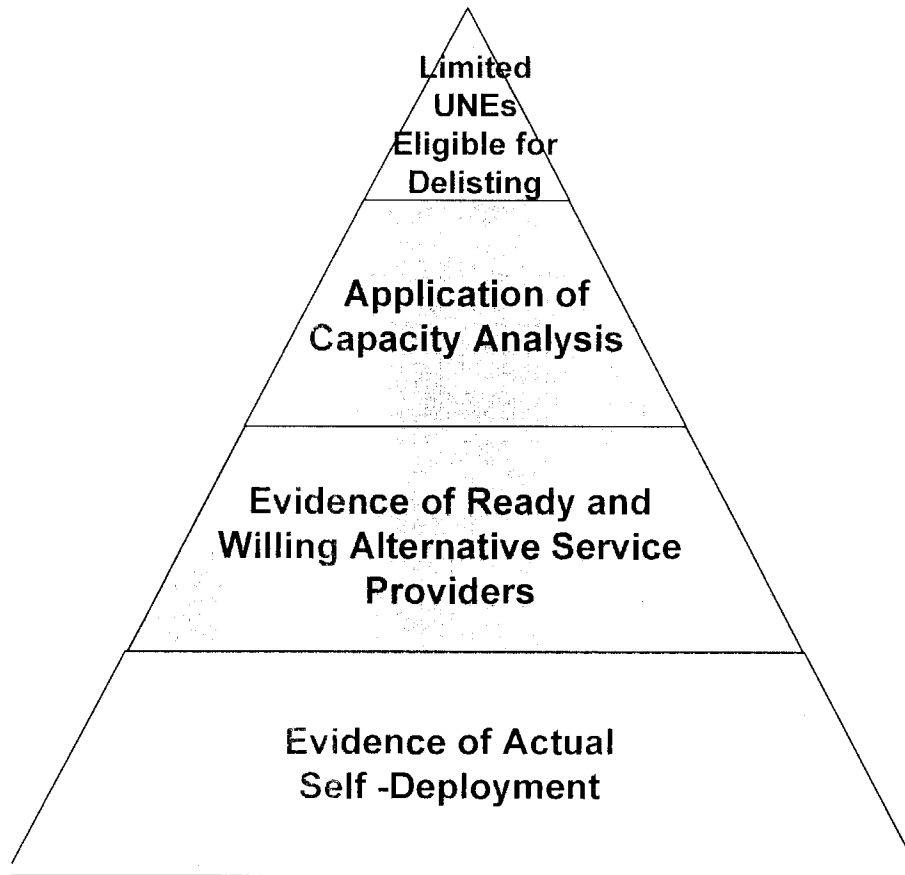 Limited
UNEs
Eligible for
Delisting
Application of
Capacity Analysis
Evidence of Ready and
Willing Alternative Service
Providers
Evidence of Actual
Self -Deployment